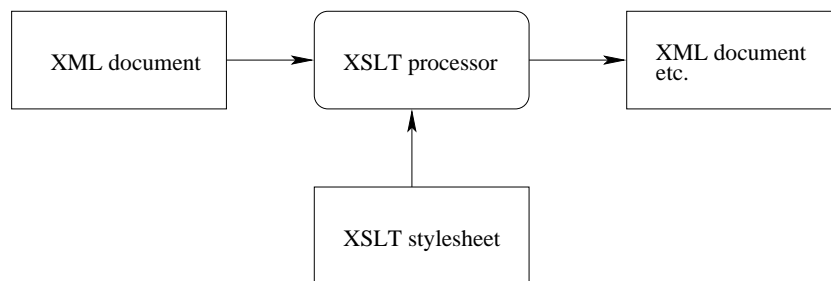 XML document
XSLT processor
XML document
etc.
XSLT stylesheet